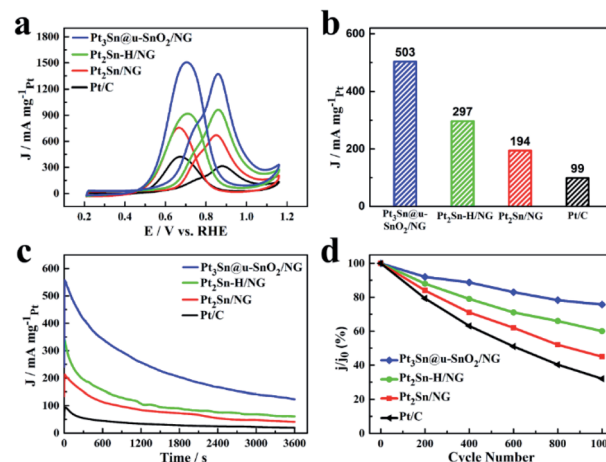 a
Pt₃Sn@u-SnO₂/NG
Pt₂Sn-H/NG
Pt₂Sn/NG
Pt/C
J / mA mg⁻¹Pt
1800
1500
1200
900
600
300
0
0.2 0.4 0.6 0.8 1.0 1.2
E / V vs. RHE
b
J / mA mg⁻¹Pt
600
400
200
0
503
297
194
99
Pt₃Sn@u-
SnO₂/NG
Pt₂Sn-H/NG
Pt₂Sn/NG
Pt/C
c
Pt₃Sn@u-SnO₂/NG
Pt₂Sn-H/NG
Pt₂Sn/NG
Pt/C
J / mA mg⁻¹Pt
600
500
400
300
200
100
0
0 600 1200 1800 2400 3000 3600
Time / s
d
j/j₀ (%)
100
80
60
40
20
0
Pt₃Sn@u-SnO₂/NG
Pt₂Sn-H/NG
Pt₂Sn/NG
Pt/C
0 200 400 600 800 100
Cycle Number